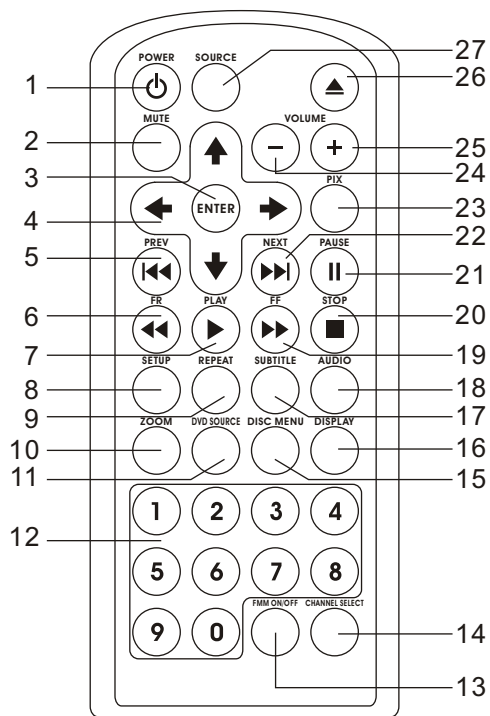 POWER SOURCE 27
1 26
MUTE VOLUME
2 − + 25
3 24
ENTER PIX
4 23
PREV NEXT PAUSE 22
5 21
FR PLAY FF STOP
6 20
7 19
SETUP REPEAT SUBTITLE AUDIO
8 18
9 17
ZOOM DVD SOURCE DISC MENU DISPLAY
10 16
11 15
1 2 3 4
12
5 6 7 8
FMM ON/OFF CHANNEL SELECT
9 0 14
13